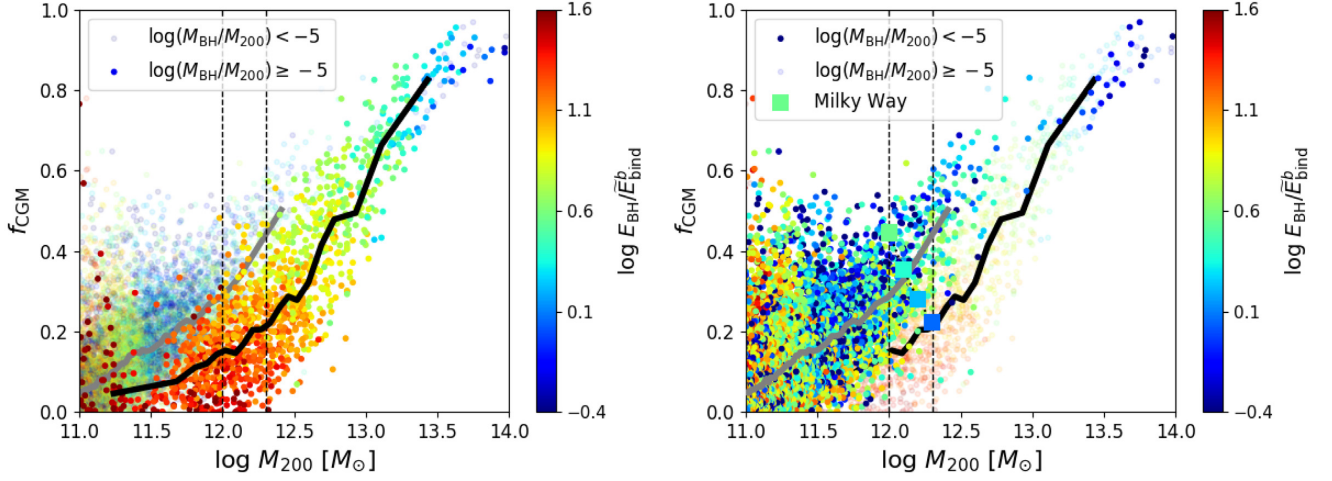 log(M_BH/M_200) < −5
log(M_BH/M_200) ≥ −5
f_CGM
1.0
0.8
0.6
0.4
0.2
0.0
11.0 11.5 12.0 12.5 13.0 13.5 14.0
log M_200 [M_⊙]
1.6
1.1
0.6
0.1
−0.4
log E_BH/Ẽ^b_bind
log(M_BH/M_200) < −5
log(M_BH/M_200) ≥ −5
Milky Way
f_CGM
1.0
0.8
0.6
0.4
0.2
0.0
11.0 11.5 12.0 12.5 13.0 13.5 14.0
log M_200 [M_⊙]
1.6
1.1
0.6
0.1
−0.4
log E_BH/Ẽ^b_bind